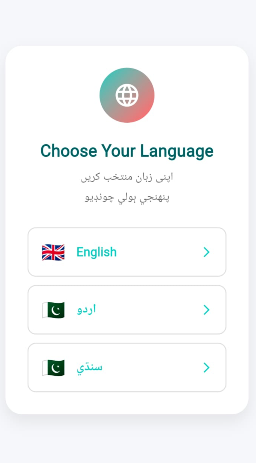 Choose Your Language
اپنی زبان منتخب کریں
پنهنجي ٻولي چونڊيو
English
اردو
سنڌي